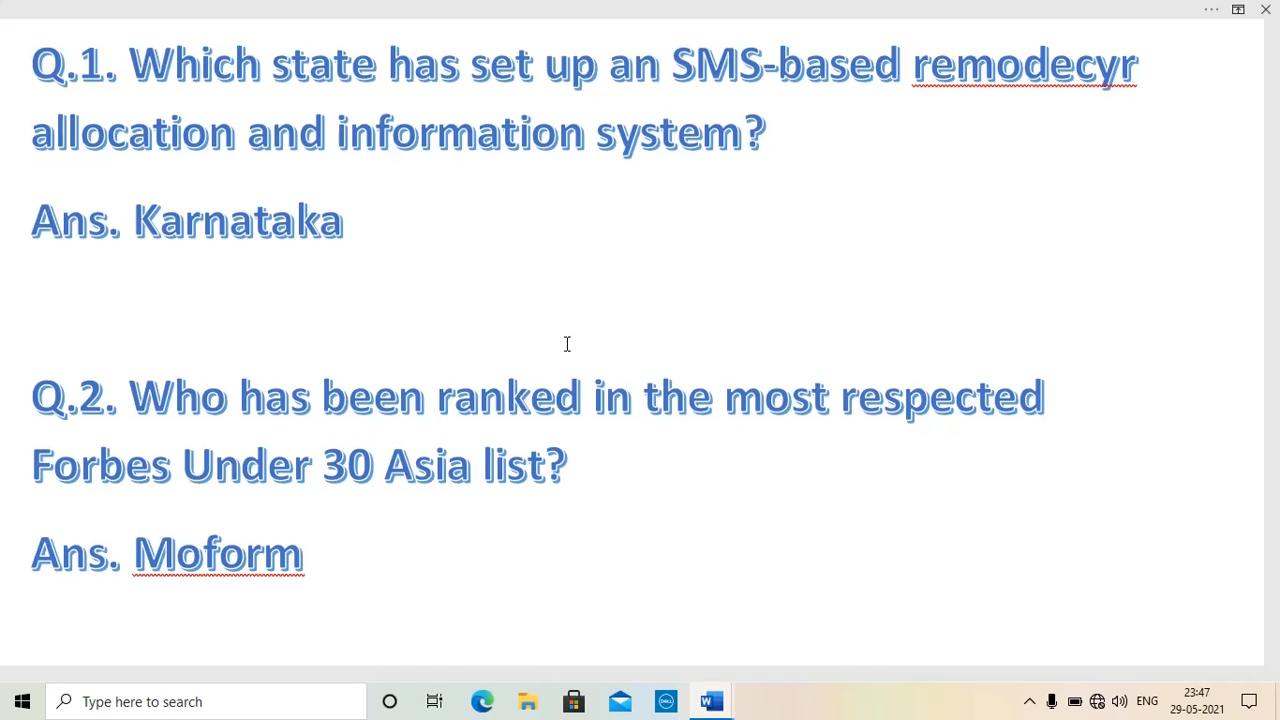 Q.1. Which state has set up an SMS-based remodecyr
allocation and information system?
Ans. Karnataka
Q.2. Who has been ranked in the most respected
Forbes Under 30 Asia list?
Ans. Moform
Type here to search
DELL
W
ENG
23:47
29-05-2021